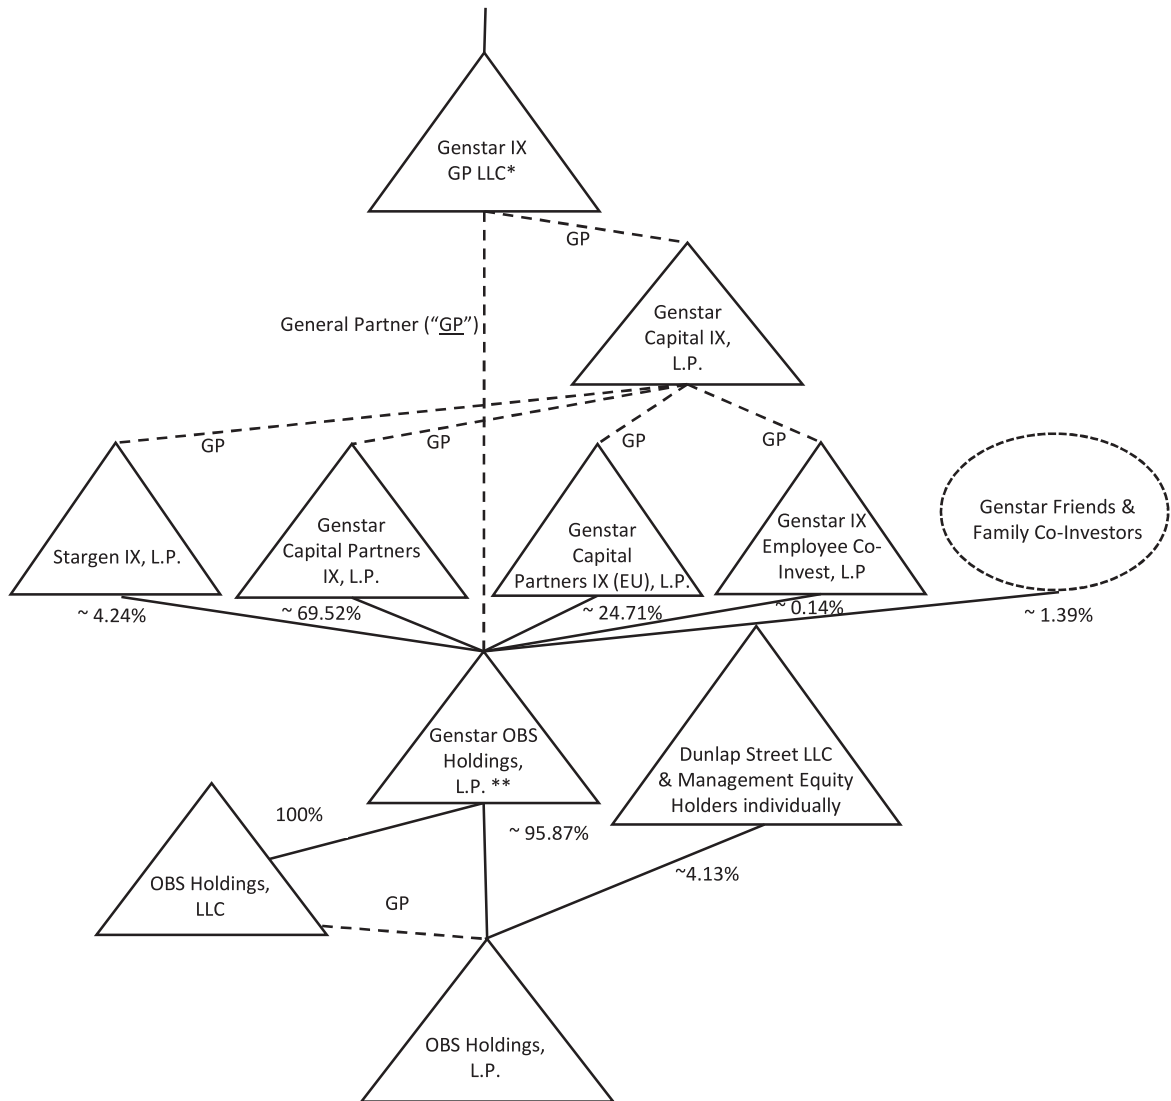 Genstar IX
GP LLC*
GP
General Partner ("GP")
Genstar
Capital IX,
L.P.
GP
GP
GP
GP
Stargen IX, L.P.
Genstar
Capital Partners
IX, L.P.
Genstar
Capital
Partners IX (EU), L.P.
Genstar IX
Employee Co-
Invest, L.P
Genstar Friends &
Family Co-Investors
~ 4.24%
~ 69.52%
~ 24.71%
~ 0.14%
~ 1.39%
Genstar OBS
Holdings,
L.P. **
Dunlap Street LLC
& Management Equity
Holders individually
100%
~ 95.87%
~4.13%
OBS Holdings,
LLC
GP
OBS Holdings,
L.P.